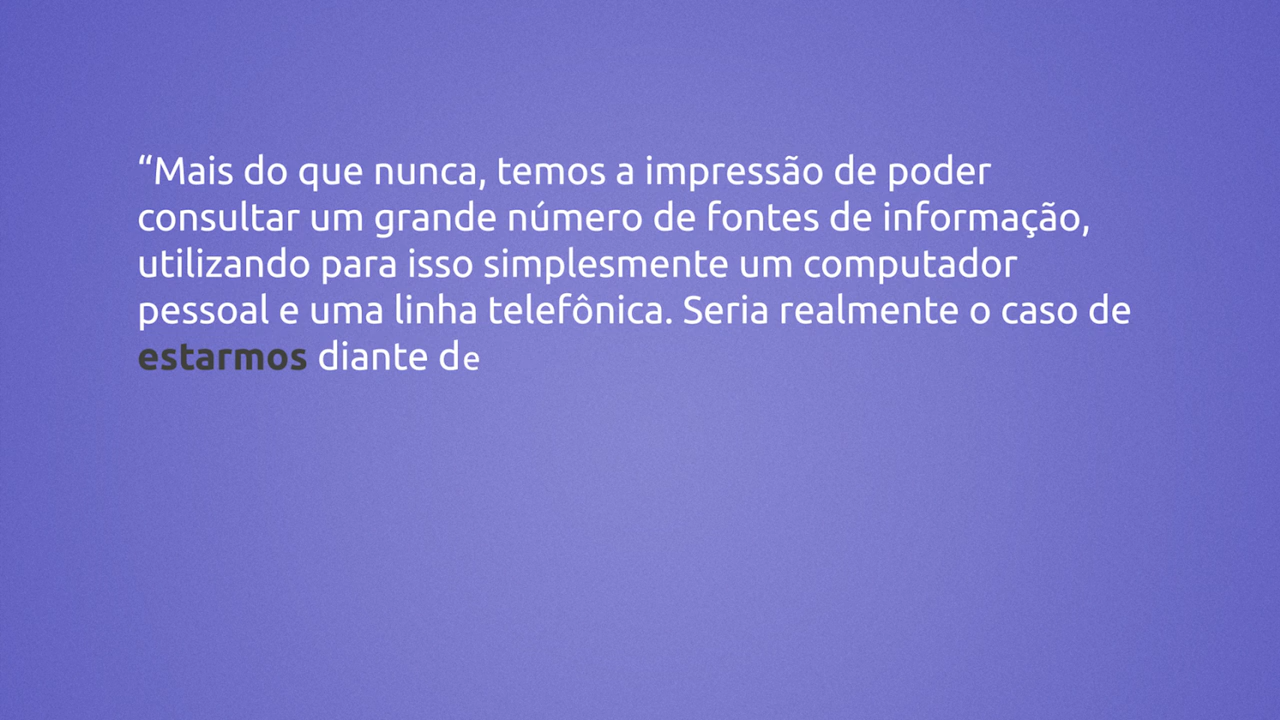 “Mais do que nunca, temos a impressão de poder
consultar um grande número de fontes de informação,
utilizando para isso simplesmente um computador
pessoal e uma linha telefônica. Seria realmente o caso de
estarmos diante de